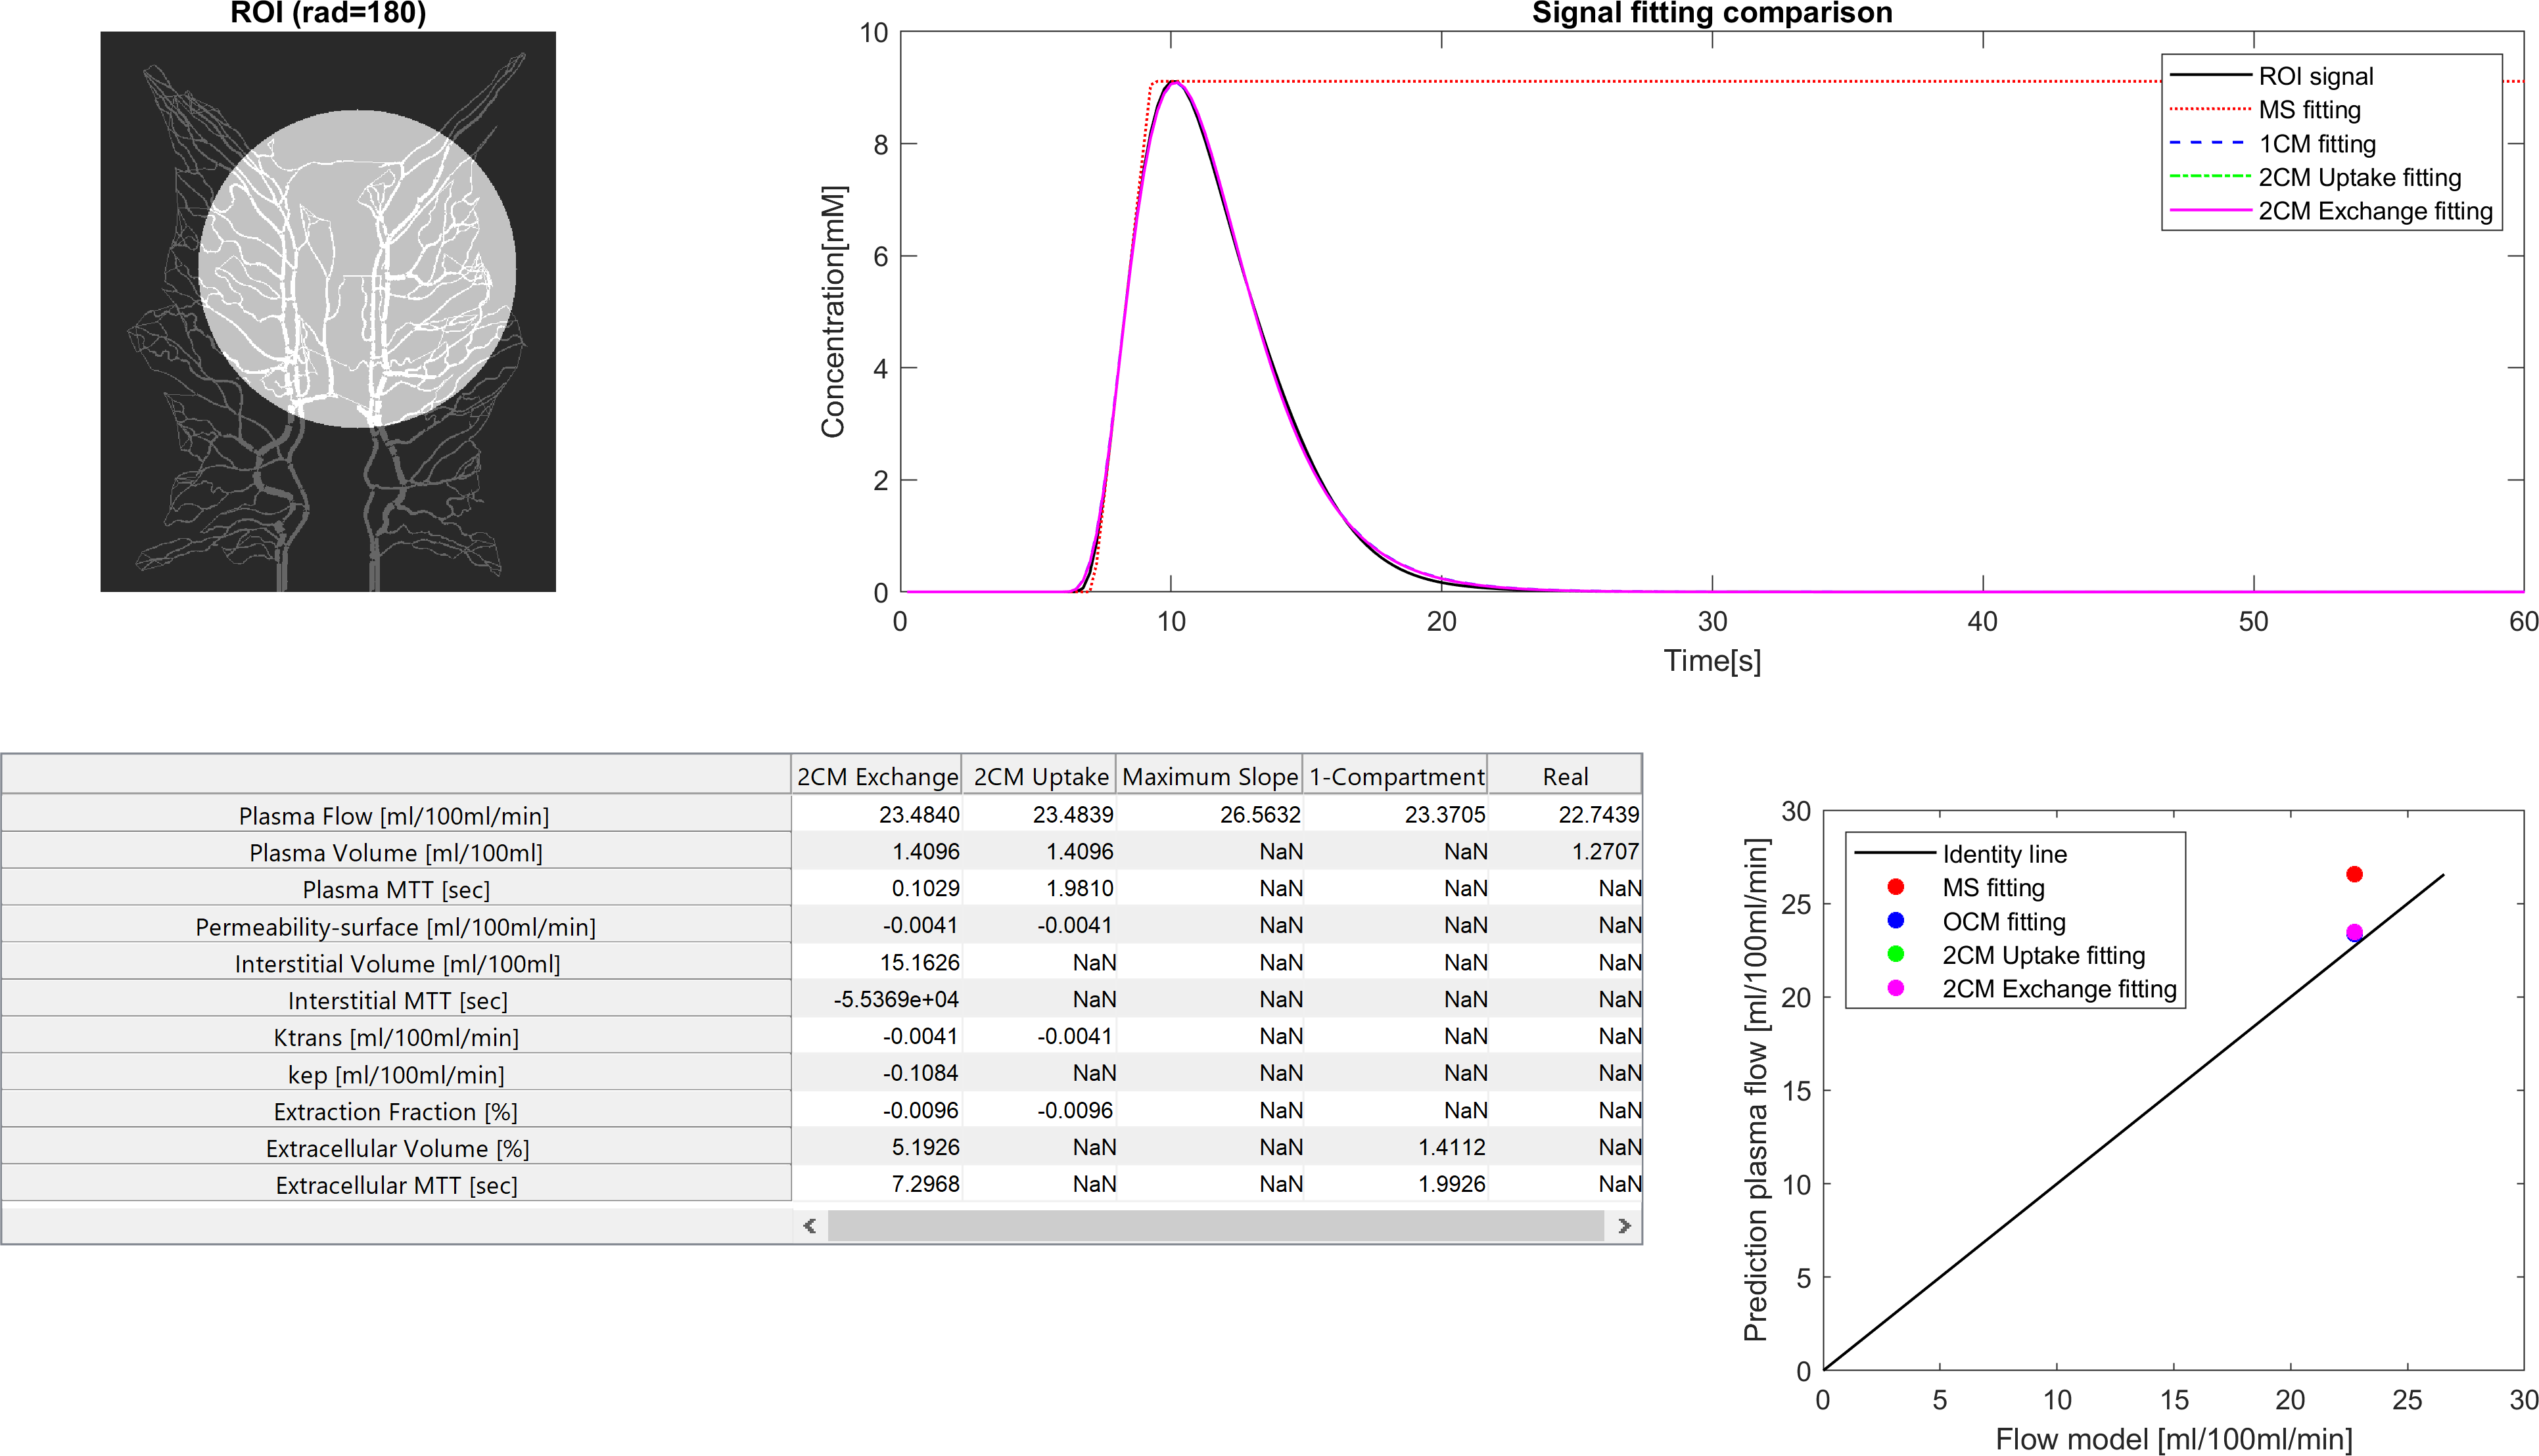 ROI (rad=180)
Signal fitting comparison
10
8
6
4
2
0
Concentration[mM]
0 10 20 30 40 50 60
Time[s]
ROI signal
MS fitting
1CM fitting
2CM Uptake fitting
2CM Exchange fitting
2CM Exchange 2CM Uptake Maximum Slope 1-Compartment Real
Plasma Flow [ml/100ml/min] 23.4840 23.4839 26.5632 23.3705 22.7439
Plasma Volume [ml/100ml] 1.4096 1.4096 NaN NaN 1.2707
Plasma MTT [sec] 0.1029 1.9810 NaN NaN NaN
Permeability-surface [ml/100ml/min] -0.0041 -0.0041 NaN NaN NaN
Interstitial Volume [ml/100ml] 15.1626 NaN NaN NaN NaN
Interstitial MTT [sec] -5.5369e+04 NaN NaN NaN NaN
Ktrans [ml/100ml/min] -0.0041 -0.0041 NaN NaN NaN
kep [ml/100ml/min] -0.1084 NaN NaN NaN NaN
Extraction Fraction [%] -0.0096 -0.0096 NaN NaN NaN
Extracellular Volume [%] 5.1926 NaN NaN 1.4112 NaN
Extracellular MTT [sec] 7.2968 NaN NaN 1.9926 NaN
30
25
20
15
10
5
0
Prediction plasma flow [ml/100ml/min]
Identity line
MS fitting
OCM fitting
2CM Uptake fitting
2CM Exchange fitting
0 5 10 15 20 25 30
Flow model [ml/100ml/min]